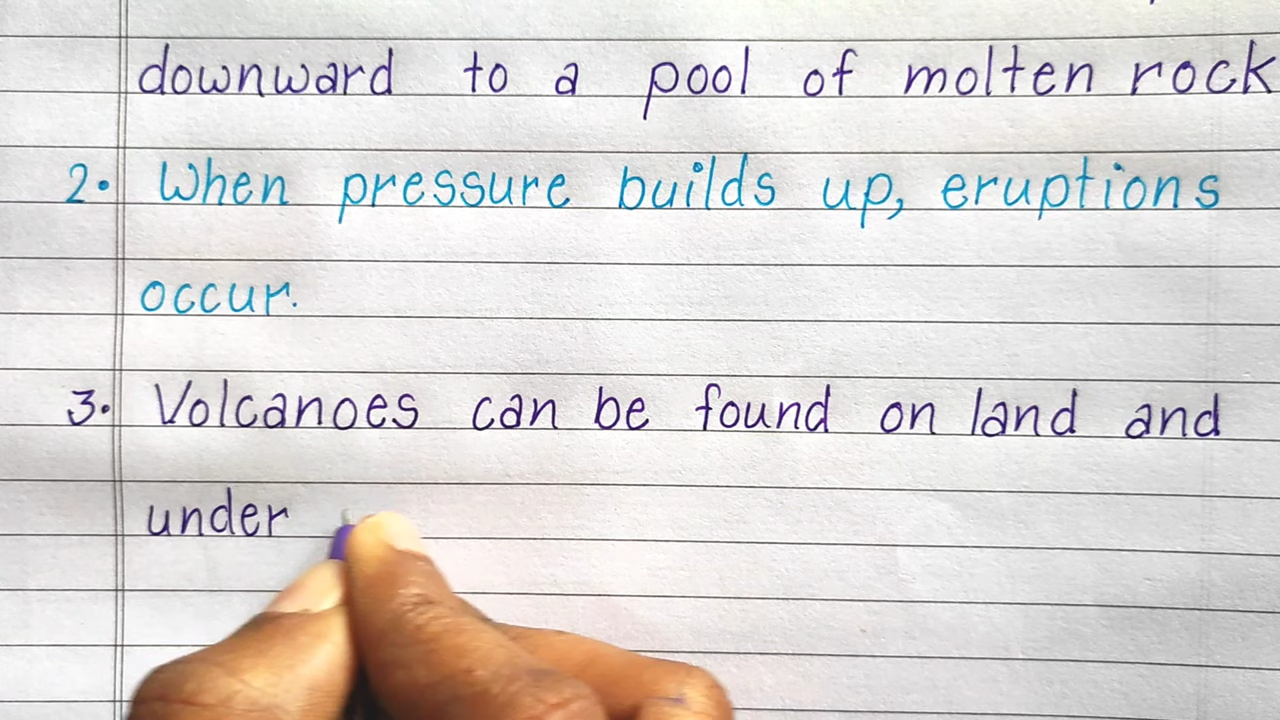 downward to a pool of molten rock
2. When pressure builds up, eruptions
occur.
3. Volcanoes can be found on land and
under